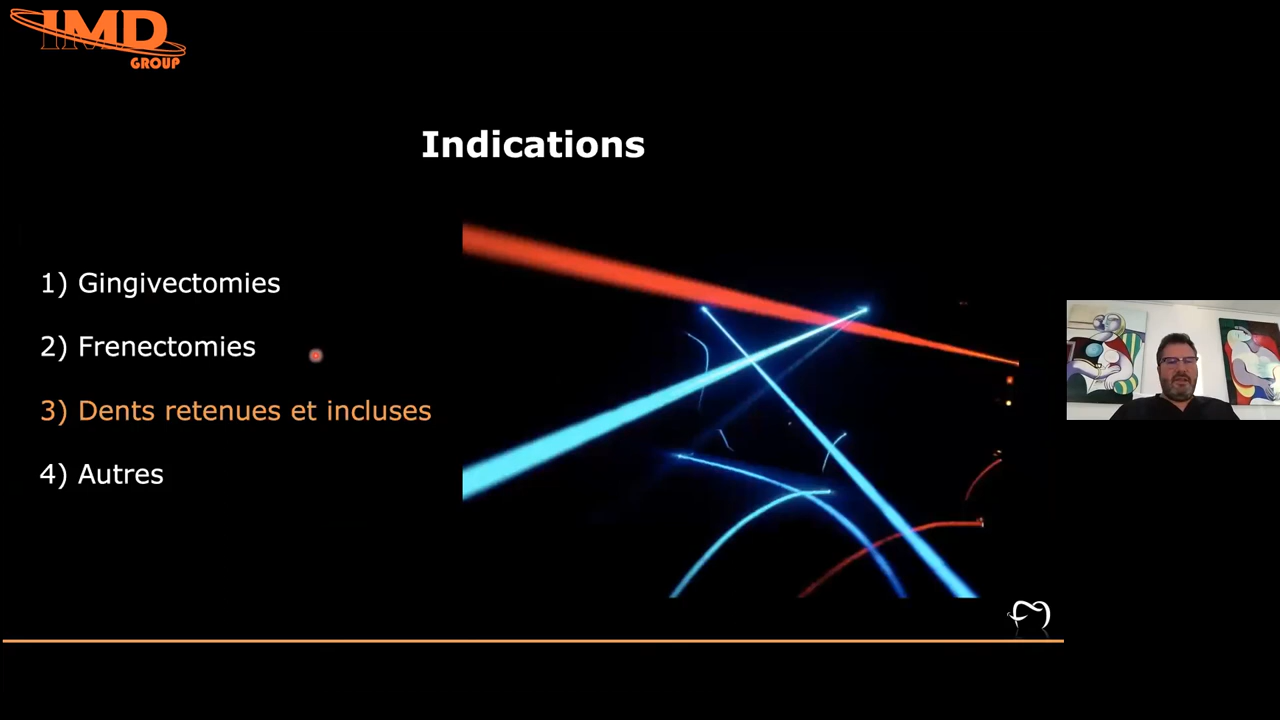 IMD
GROUP
Indications
1) Gingivectomies
2) Frenectomies
3) Dents retenues et incluses
4) Autres